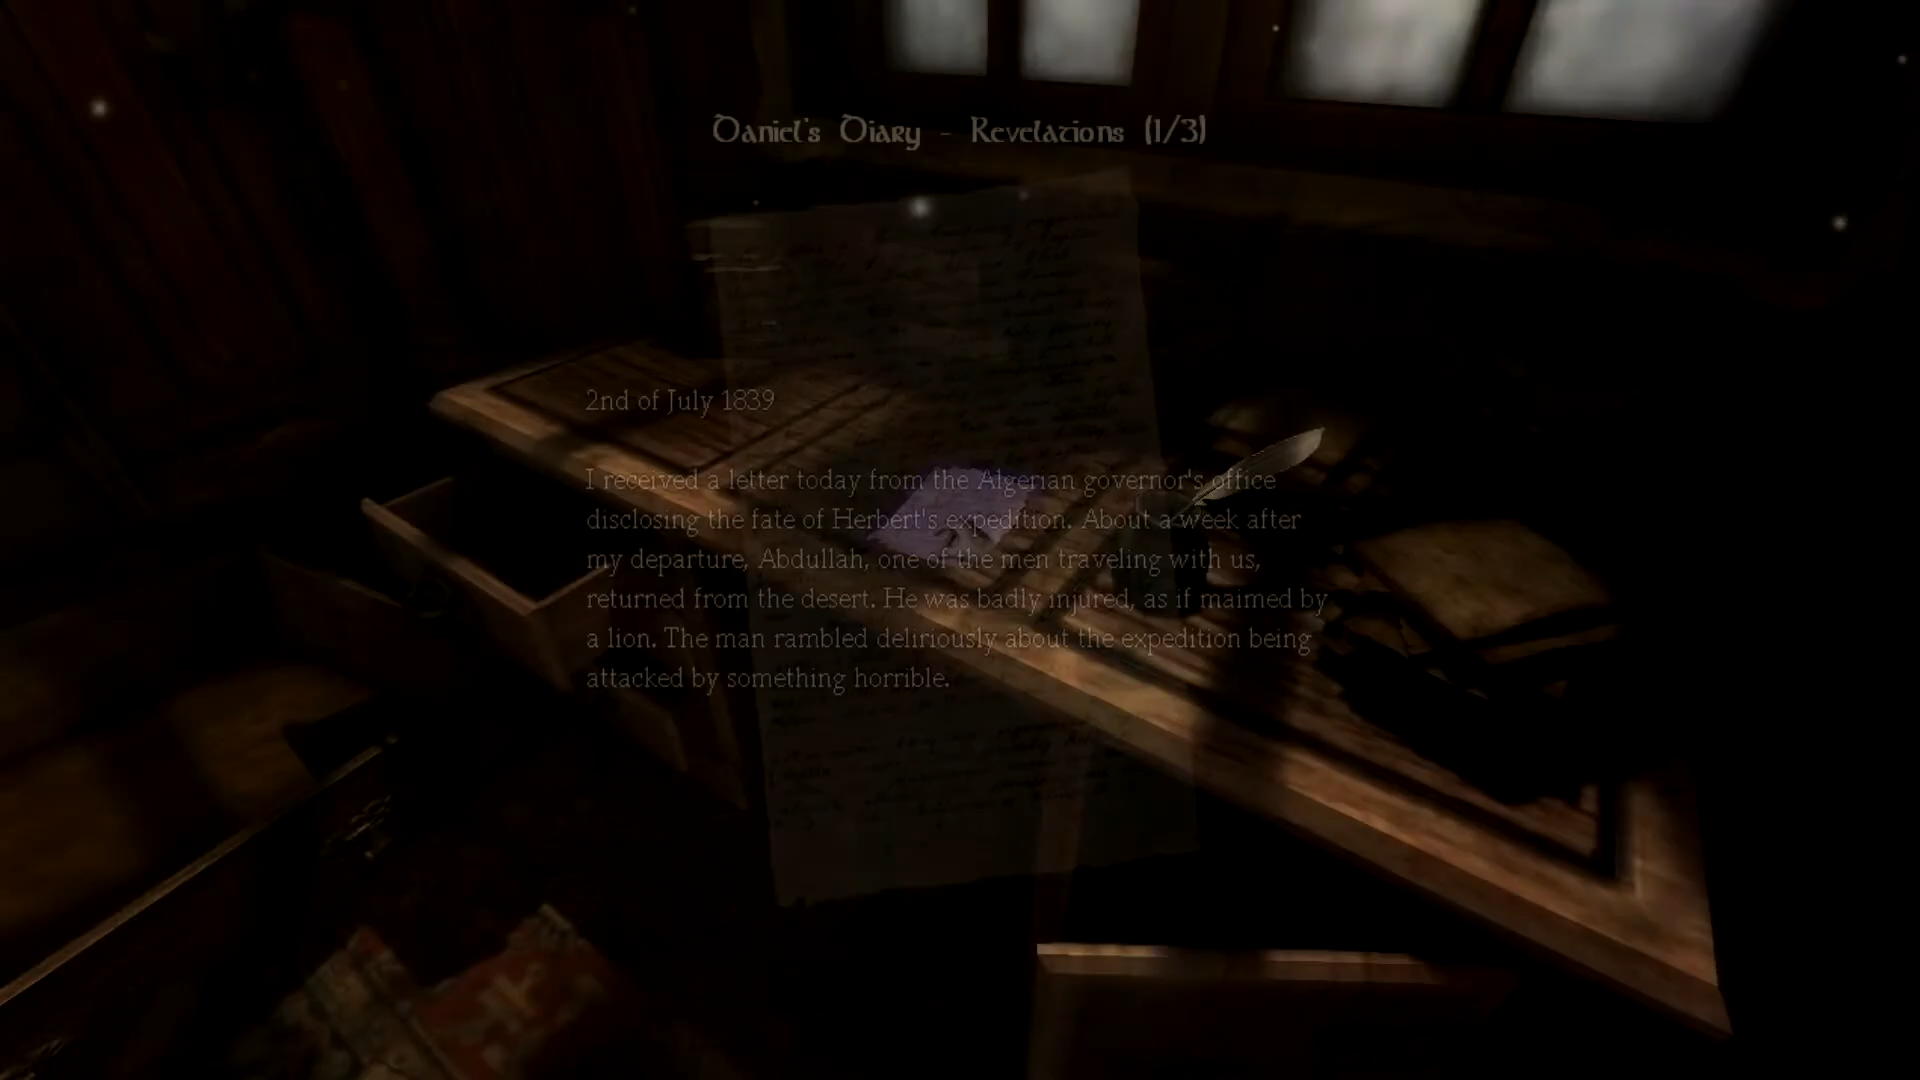 Daniel's Diary - Revelations (1/3)
2nd of July 1839
I received a letter today from the Algerian governor's office
disclosing the fate of Herbert's expedition. About a week after
my departure, Abdullah, one of the men traveling with us,
returned from the desert. He was badly injured, as if maimed by
a lion. The man rambled deliriously about the expedition being
attacked by something horrible.